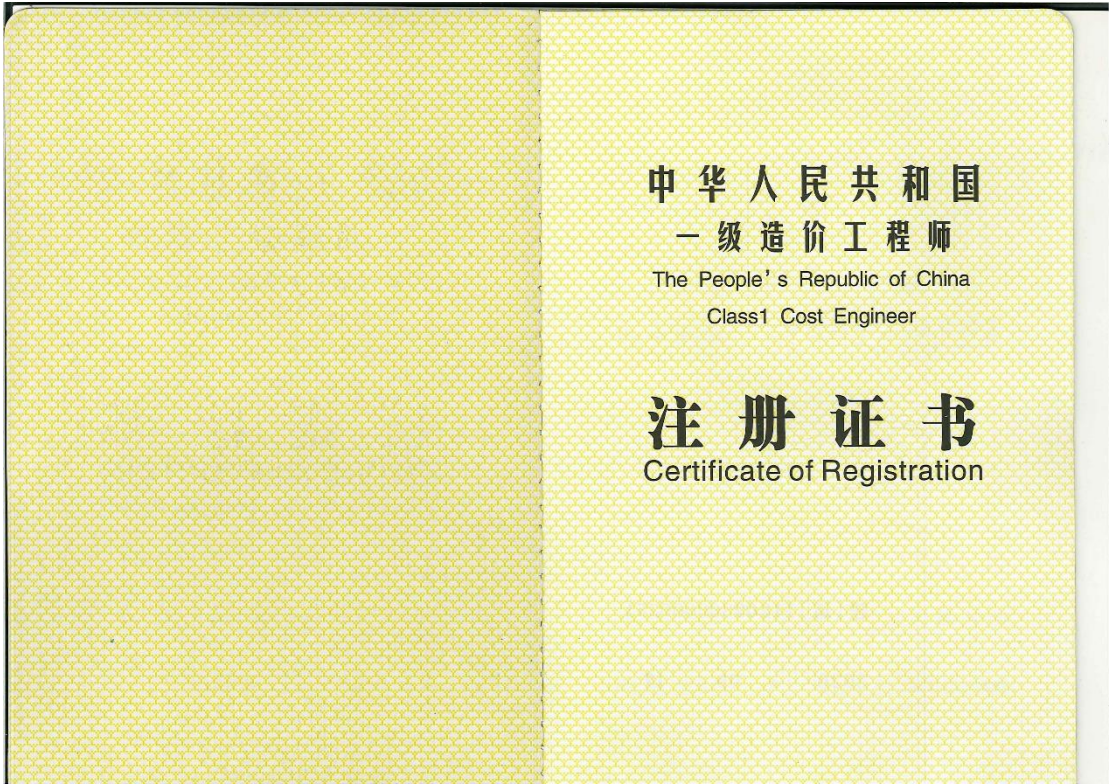 中华人民共和国
一级造价工程师
The People's Republic of China
Class1 Cost Engineer
注册证书
Certificate of Registration